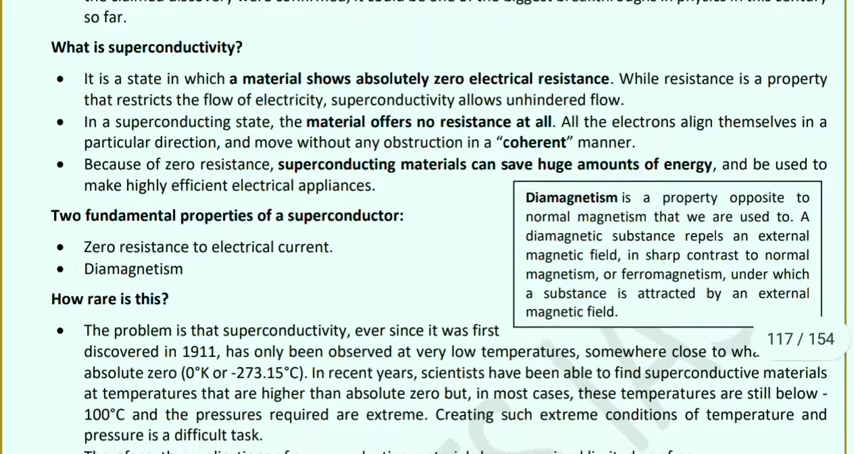 so far.
What is superconductivity?
• It is a state in which a material shows absolutely zero electrical resistance. While resistance is a property
that restricts the flow of electricity, superconductivity allows unhindered flow.
• In a superconducting state, the material offers no resistance at all. All the electrons align themselves in a
particular direction, and move without any obstruction in a “coherent” manner.
• Because of zero resistance, superconducting materials can save huge amounts of energy, and be used to
make highly efficient electrical appliances.
Two fundamental properties of a superconductor:
• Zero resistance to electrical current.
• Diamagnetism
Diamagnetism is a property opposite to
normal magnetism that we are used to. A
diamagnetic substance repels an external
magnetic field, in sharp contrast to normal
magnetism, or ferromagnetism, under which
a substance is attracted by an external
magnetic field.
How rare is this?
• The problem is that superconductivity, ever since it was first
117 / 154
discovered in 1911, has only been observed at very low temperatures, somewhere close to
absolute zero (0°K or -273.15°C). In recent years, scientists have been able to find superconductive materials
at temperatures that are higher than absolute zero but, in most cases, these temperatures are still below -
100°C and the pressures required are extreme. Creating such extreme conditions of temperature and
pressure is a difficult task.